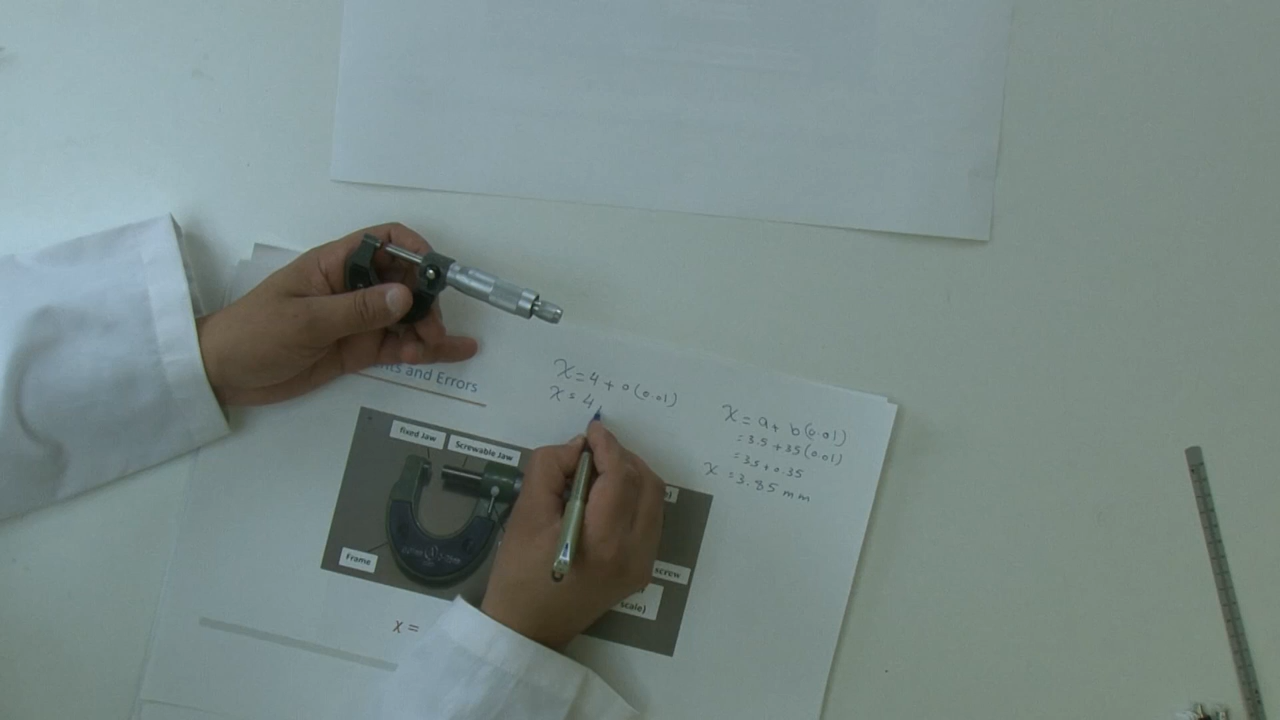 nts and Errors
x = 4 + 0(0.01)
x = 4
x = a + b(0.01)
= 3.5 + 35(0.01)
= 3.5 + 0.35
x = 3.85 mm
fixed Jaw
Screwable Jaw
Frame
screw
scale)
x =